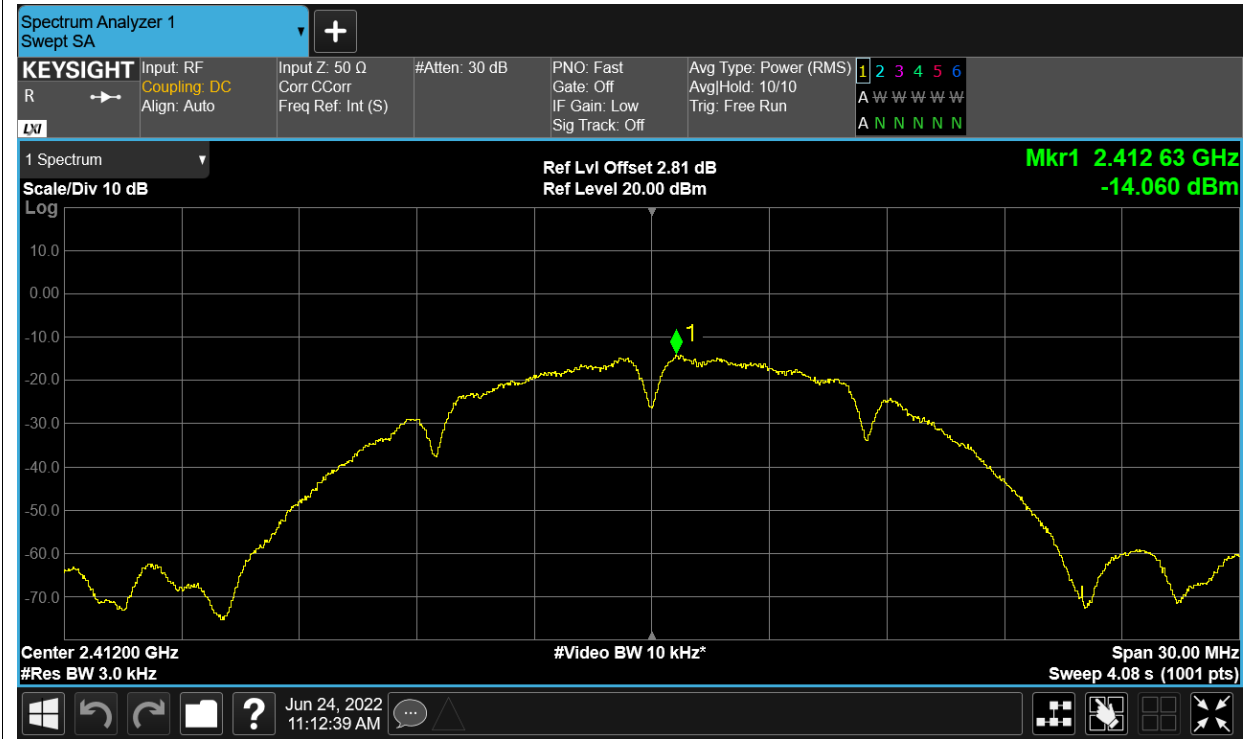 Spectrum Analyzer 1
Swept SA
KEYSIGHT
R
LXI
Input: RF
Coupling: DC
Align: Auto
Input Z: 50 Ω
Corr CCorr
Freq Ref: Int (S)
#Atten: 30 dB
PNO: Fast
Gate: Off
IF Gain: Low
Sig Track: Off
Avg Type: Power (RMS)
Avg|Hold: 10/10
Trig: Free Run
1 2 3 4 5 6
A W W W W W
A N N N N N
1 Spectrum
Scale/Div 10 dB
Log
Ref Lvl Offset 2.81 dB
Ref Level 20.00 dBm
Mkr1 2.412 63 GHz
-14.060 dBm
10.0
0.00
-10.0
-20.0
-30.0
-40.0
-50.0
-60.0
-70.0
1
Center 2.41200 GHz
#Res BW 3.0 kHz
#Video BW 10 kHz*
Span 30.00 MHz
Sweep 4.08 s (1001 pts)
?
Jun 24, 2022
11:12:39 AM